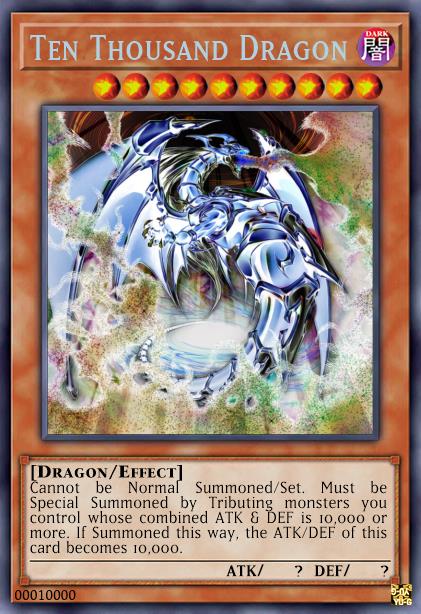 Ten Thousand Dragon
DARK
闇
[Dragon/Effect]
Cannot be Normal Summoned/Set. Must be
Special Summoned by Tributing monsters you
control whose combined ATK & DEF is 10,000 or
more. If Summoned this way, the ATK/DEF of this
card becomes 10,000.
ATK/ ? DEF/ ?
00010000